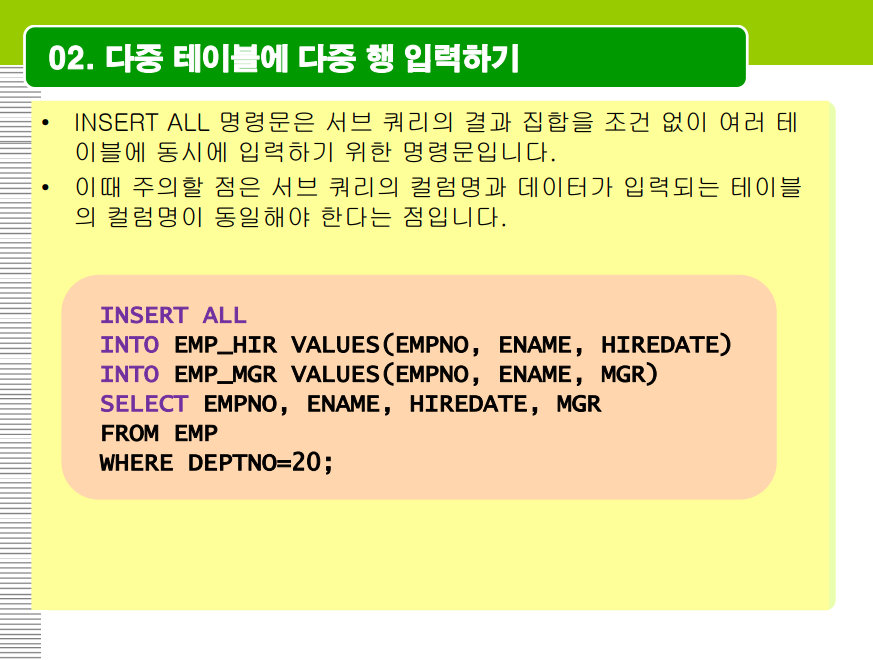 02. 다중 테이블에 다중 행 입력하기
• INSERT ALL 명령문은 서브 쿼리의 결과 집합을 조건 없이 여러 테
이블에 동시에 입력하기 위한 명령문입니다.
• 이때 주의할 점은 서브 쿼리의 컬럼명과 데이터가 입력되는 테이블
의 컬럼명이 동일해야 한다는 점입니다.
INSERT ALL
INTO EMP_HIR VALUES(EMPNO, ENAME, HIREDATE)
INTO EMP_MGR VALUES(EMPNO, ENAME, MGR)
SELECT EMPNO, ENAME, HIREDATE, MGR
FROM EMP
WHERE DEPTNO=20;